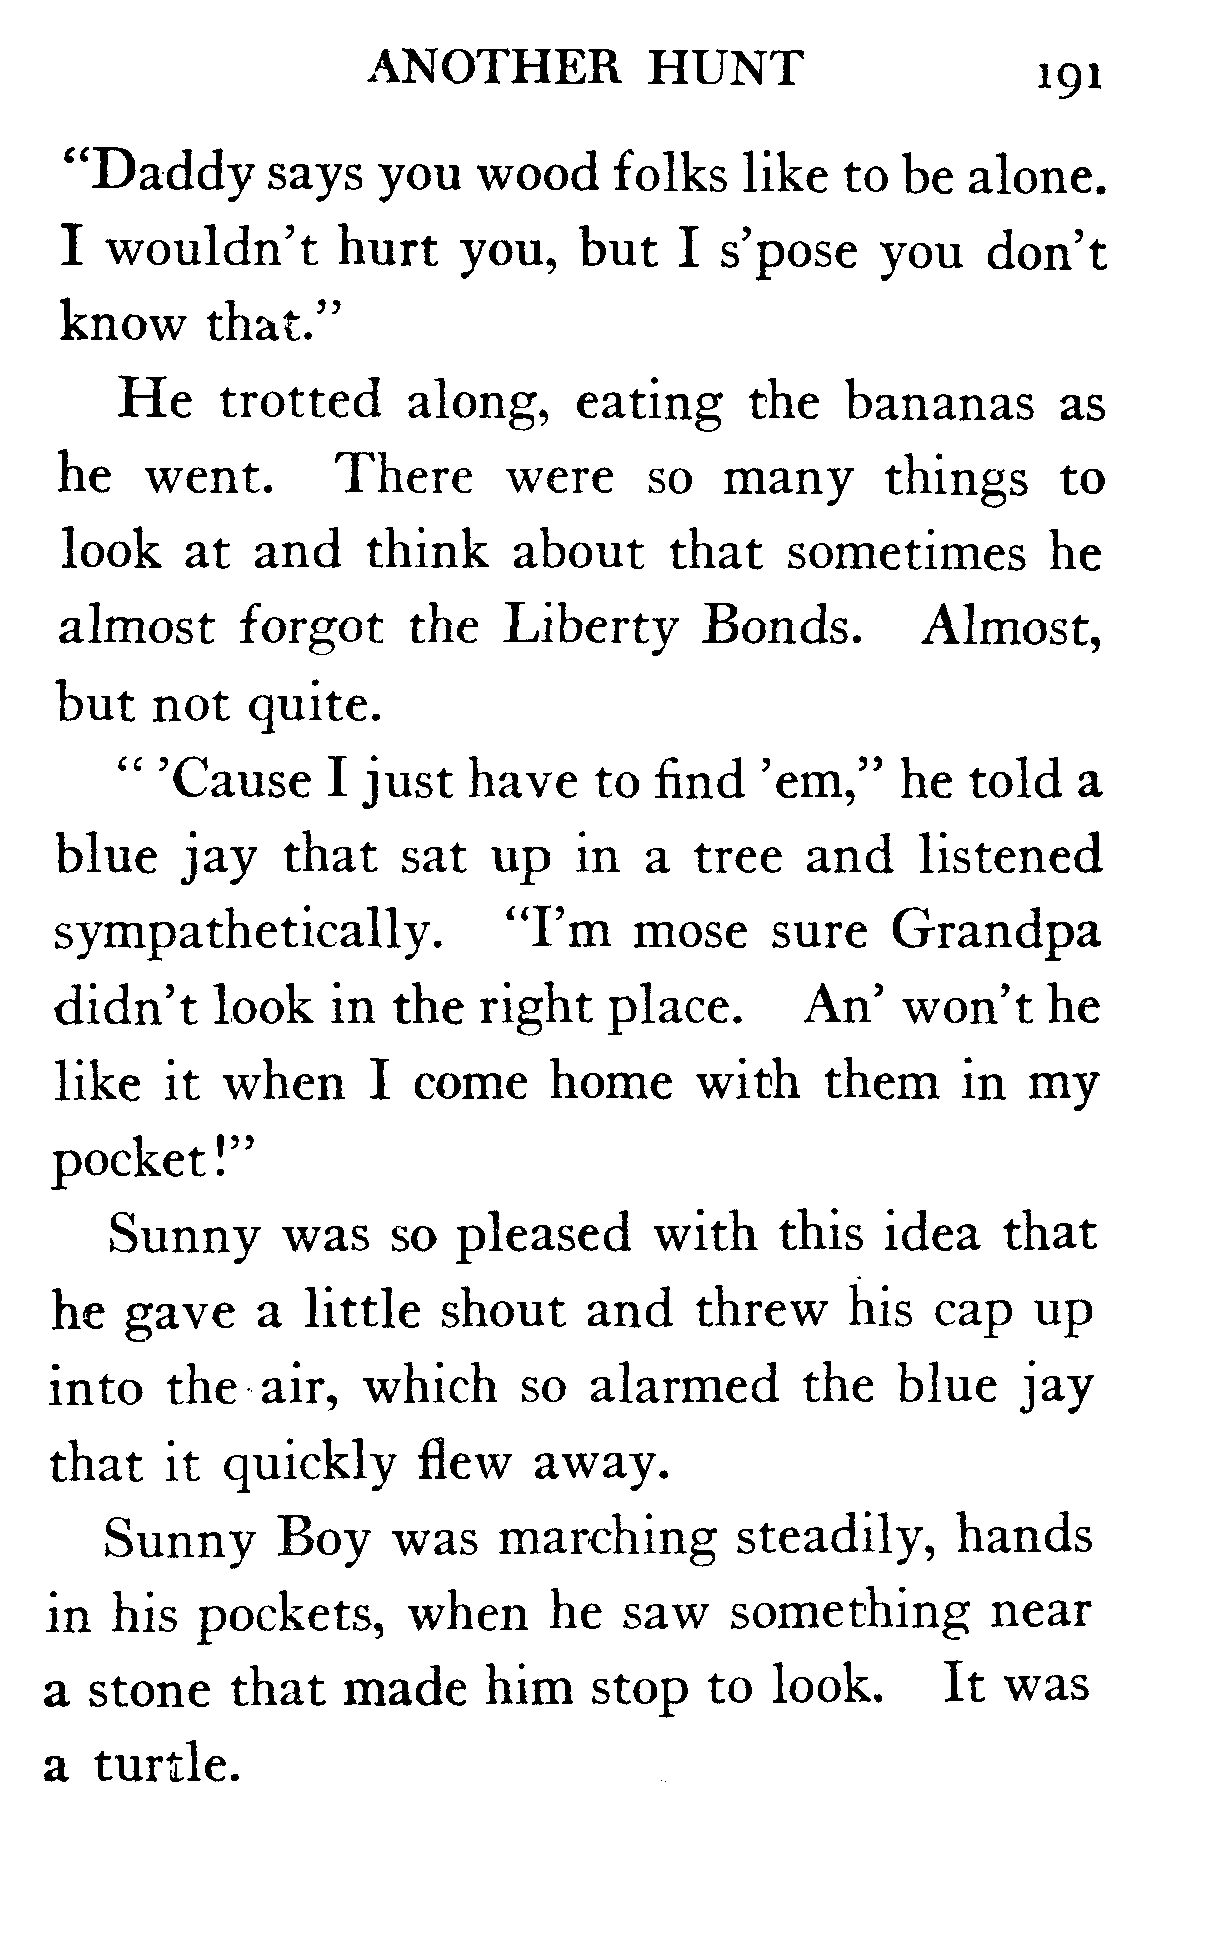 ANOTHER HUNT 191
“Daddy says you wood folks like to be alone.
I wouldn’t hurt you, but I s’pose you don’t
know that.”
He trotted along, eating the bananas as
he went. There were so many things to
look at and think about that sometimes he
almost forgot the Liberty Bonds. Almost,
but not quite.
“ ’Cause I just have to find ’em,” he told a
blue jay that sat up in a tree and listened
sympathetically. “I’m mose sure Grandpa
didn’t look in the right place. An’ won’t he
like it when I come home with them in my
pocket!”
Sunny was so pleased with this idea that
he gave a little shout and threw his cap up
into the air, which so alarmed the blue jay
that it quickly flew away.
Sunny Boy was marching steadily, hands
in his pockets, when he saw something near
a stone that made him stop to look. It was
a turtle.